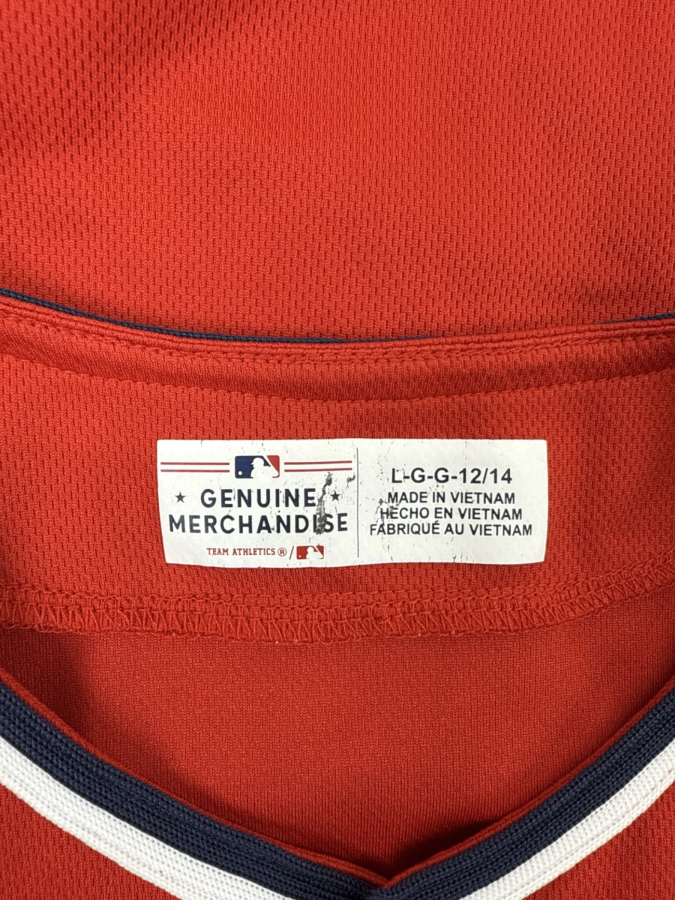 ★ GENUINE ★
MERCHANDISE
TEAM ATHLETICS ® /
L-G-G-12/14
MADE IN VIETNAM
HECHO EN VIETNAM
FABRIQUÉ AU VIETNAM